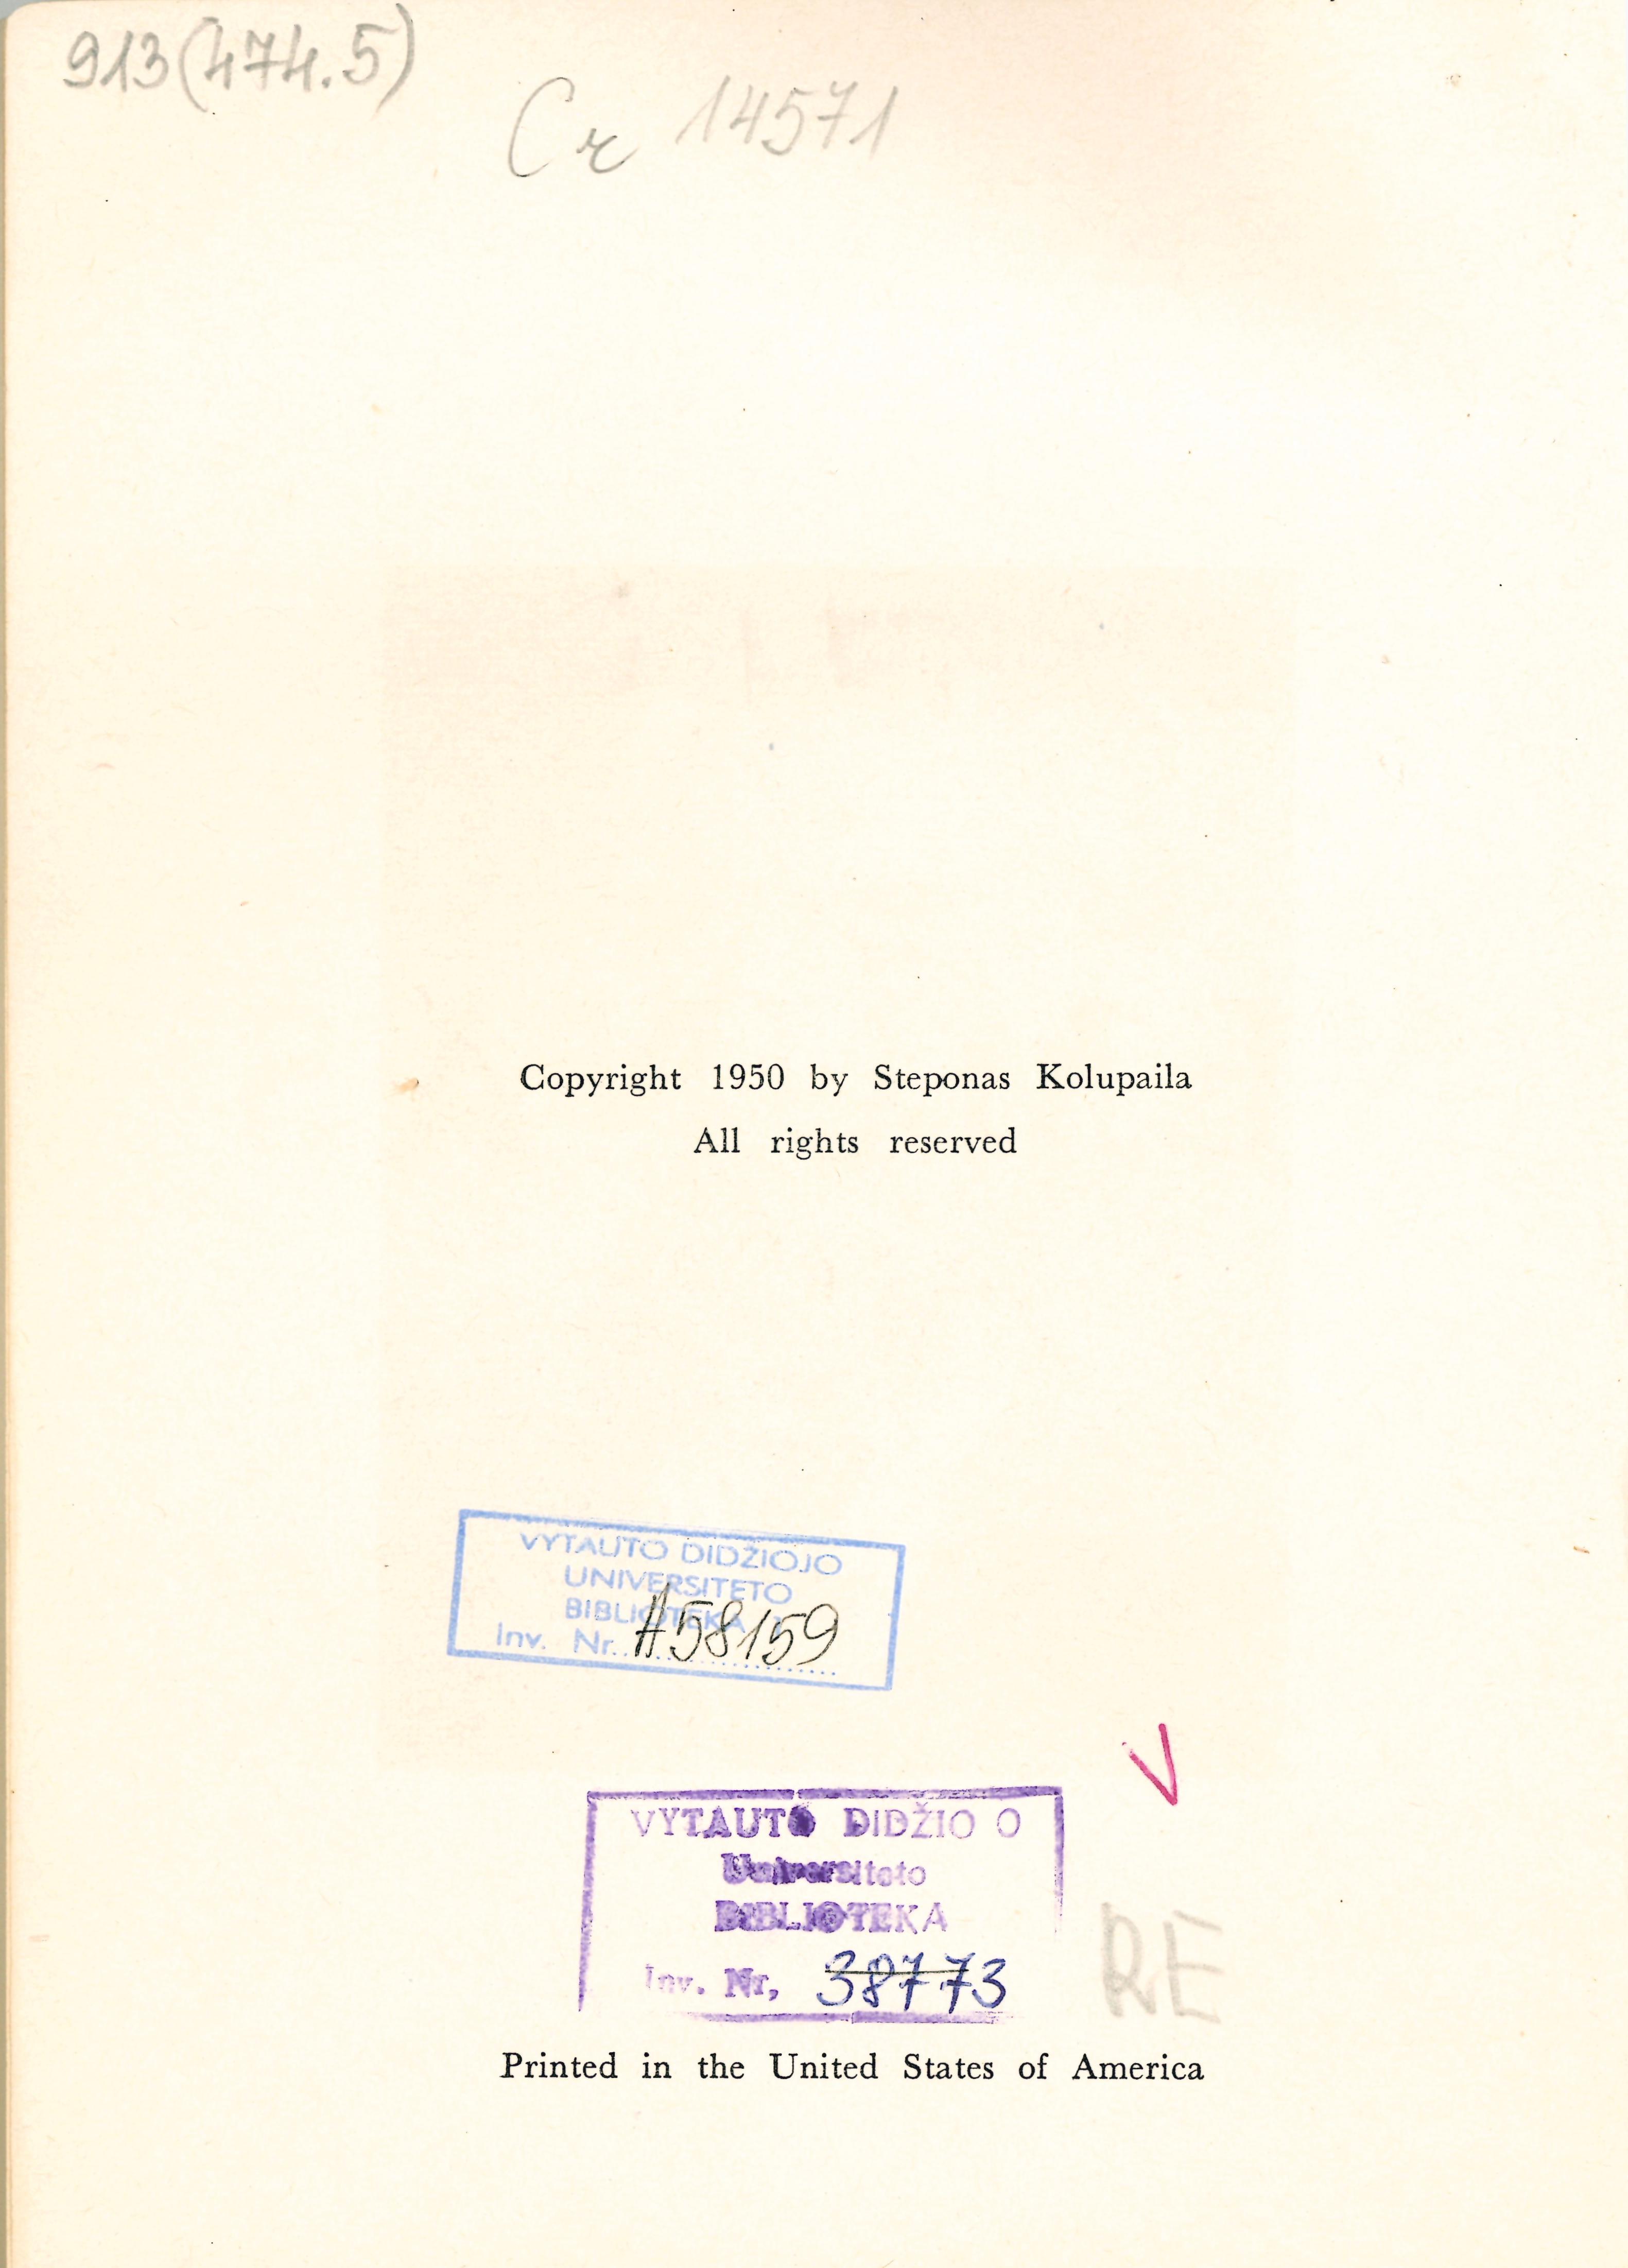 913(474.5)
Cr 14571
Copyright 1950 by Steponas Kolupaila
All rights reserved
VYTAUTO DIDŽIOJO
UNIVERSITETO
BIBLIOTEKA
Inv. Nr. A58159
V
VYTAUTO DIDŽIO O
Universiteto
BIBLIOTEKA
Inv. Nr, 38773
RE
Printed in the United States of America